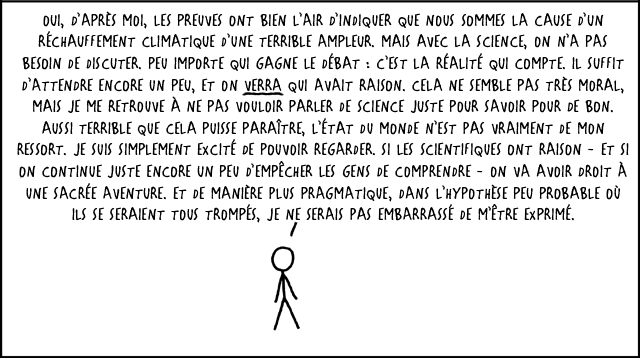 OUI, D'APRÈS MOI, LES PREUVES ONT BIEN L'AIR D'INDIQUER QUE NOUS SOMMES LA CAUSE D'UN
RÉCHAUFFEMENT CLIMATIQUE D'UNE TERRIBLE AMPLEUR. MAIS AVEC LA SCIENCE, ON N'A PAS
BESOIN DE DISCUTER. PEU IMPORTE QUI GAGNE LE DÉBAT : C'EST LA RÉALITÉ QUI COMPTE. IL SUFFIT
D'ATTENDRE ENCORE UN PEU, ET ON VERRA QUI AVAIT RAISON. CELA NE SEMBLE PAS TRÈS MORAL,
MAIS JE ME RETROUVE À NE PAS VOULOIR PARLER DE SCIENCE JUSTE POUR SAVOIR POUR DE BON.
AUSSI TERRIBLE QUE CELA PUISSE PARAÎTRE, L'ÉTAT DU MONDE N'EST PAS VRAIMENT DE MON
RESSORT. JE SUIS SIMPLEMENT EXCITÉ DE POUVOIR REGARDER. SI LES SCIENTIFIQUES ONT RAISON - ET SI
ON CONTINUE JUSTE ENCORE UN PEU D'EMPÊCHER LES GENS DE COMPRENDRE - ON VA AVOIR DROIT À
UNE SACRÉE AVENTURE. ET DE MANIÈRE PLUS PRAGMATIQUE, DANS L'HYPOTHÈSE PEU PROBABLE OÙ
ILS SE SERAIENT TOUS TROMPÉS, JE NE SERAIS PAS EMBARRASSÉ DE M'ÊTRE EXPRIMÉ.